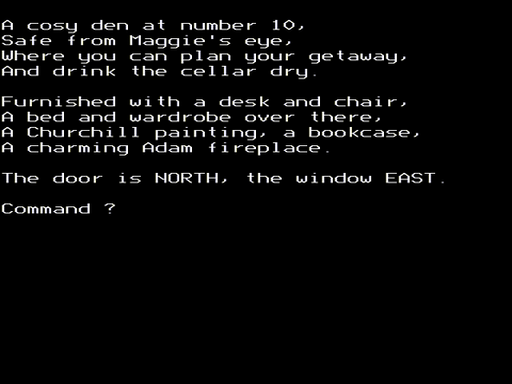 A cosy den at number 10,
Safe from Maggie's eye,
Where you can plan your getaway,
And drink the cellar dry.
Furnished with a desk and chair,
A bed and wardrobe over there,
A Churchill painting, a bookcase,
A charming Adam fireplace.
The door is NORTH, the window EAST.
Command ?